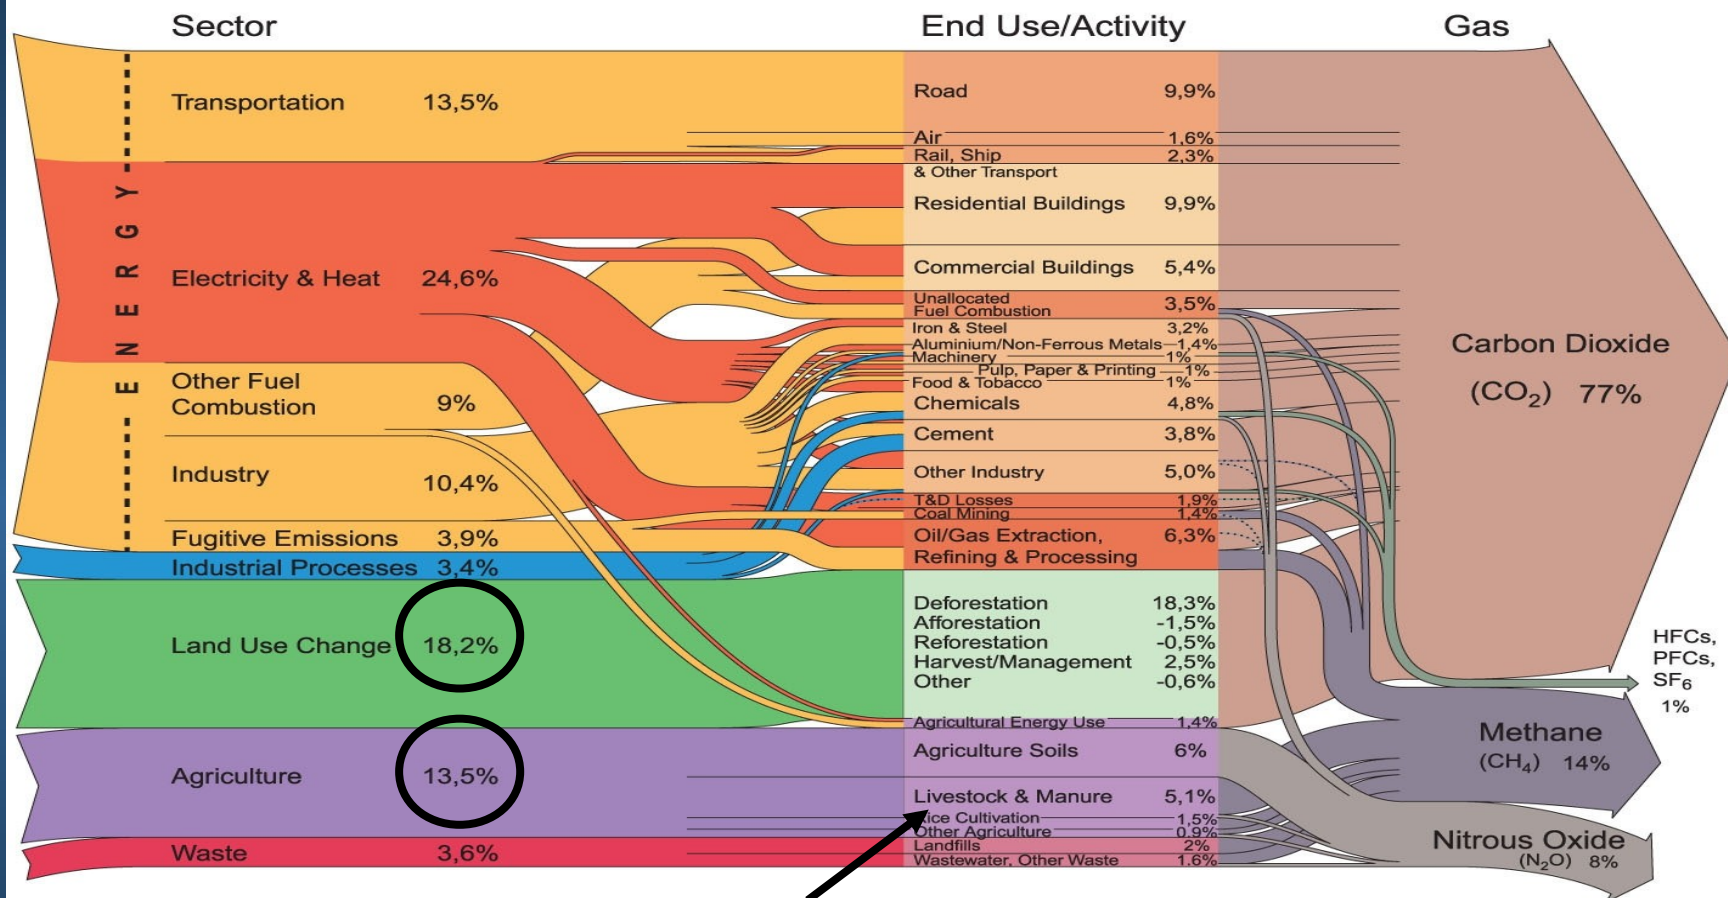 Sector
End Use/Activity
Gas
ENERGY
Transportation 13,5%
Electricity & Heat 24,6%
Other Fuel
Combustion 9%
Industry 10,4%
Fugitive Emissions 3,9%
Industrial Processes 3,4%
Land Use Change 18,2%
Agriculture 13,5%
Waste 3,6%
Road 9,9%
Air 1,6%
Rail, Ship 2,3%
& Other Transport
Residential Buildings 9,9%
Commercial Buildings 5,4%
Unallocated
Fuel Combustion 3,5%
Iron & Steel 3,2%
Aluminium/Non-Ferrous Metals 1,4%
Machinery 1%
Pulp, Paper & Printing 1%
Food & Tobacco 1%
Chemicals 4,8%
Cement 3,8%
Other Industry 5,0%
T&D Losses 1,9%
Coal Mining 1,4%
Oil/Gas Extraction, 6,3%
Refining & Processing
Deforestation 18,3%
Afforestation -1,5%
Reforestation -0,5%
Harvest/Management 2,5%
Other -0,6%
Agricultural Energy Use 1,4%
Agriculture Soils 6%
Livestock & Manure 5,1%
Rice Cultivation 1,5%
Other Agriculture 0.9%
Landfills 2%
Wastewater, Other Waste 1.6%
Carbon Dioxide
(CO₂) 77%
HFCs,
PFCs,
SF₆
1%
Methane
(CH₄) 14%
Nitrous Oxide
(N₂O) 8%